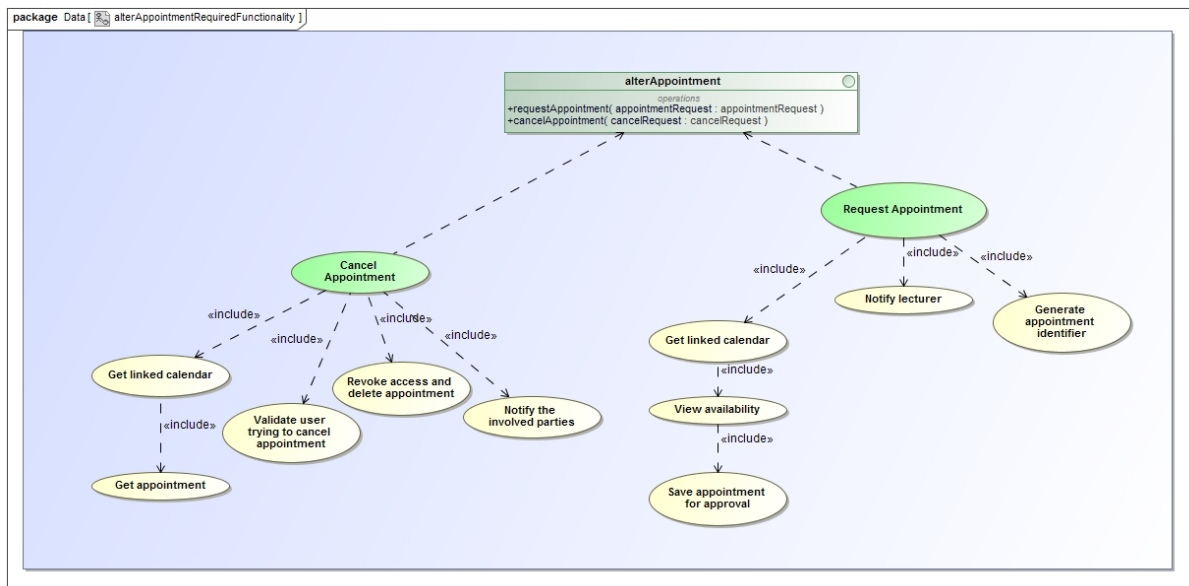 package Data [ alterAppointmentRequiredFunctionality ]
alterAppointment
operations
+requestAppointment( appointmentRequest : appointmentRequest )
+cancelAppointment( cancelRequest : cancelRequest )
Request Appointment
«include»
«include»
«include»
Notify lecturer
Generate
appointment
identifier
Get linked calendar
«include»
View availability
«include»
Save appointment
for approval
Cancel
Appointment
«include»
«include»
«include»
«include»
Get linked calendar
«include»
Get appointment
Validate user
trying to cancel
appointment
Revoke access and
delete appointment
Notify the
involved parties